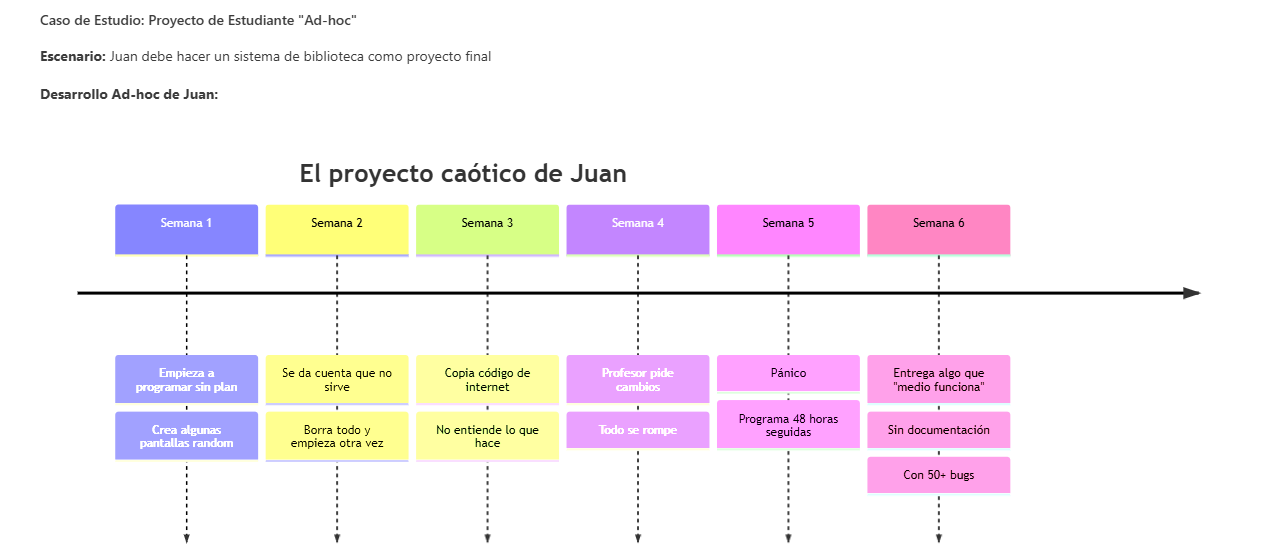 Caso de Estudio: Proyecto de Estudiante "Ad-hoc"
Escenario: Juan debe hacer un sistema de biblioteca como proyecto final
Desarrollo Ad-hoc de Juan:
El proyecto caótico de Juan
Semana 1
Semana 2
Semana 3
Semana 4
Semana 5
Semana 6
Empieza a
programar sin plan
Crea algunas
pantallas random
Se da cuenta que no
sirve
Borra todo y
empieza otra vez
Copia código de
internet
No entiende lo que
hace
Profesor pide
cambios
Todo se rompe
Pánico
Programa 48 horas
seguidas
Entrega algo que
"medio funciona"
Sin documentación
Con 50+ bugs